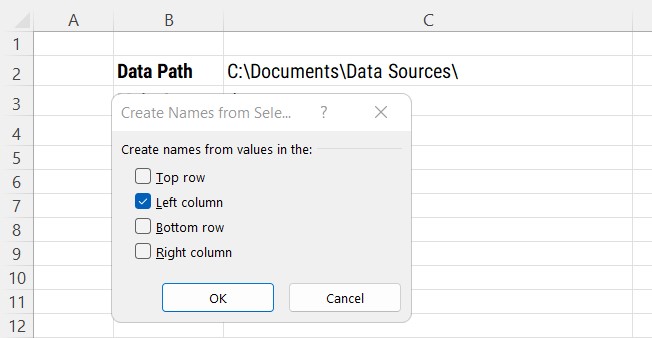 A B C
1
2 Data Path C:\Documents\Data Sources\
3
Create Names from Sele... ?
4
Create names from values in the:
5
6 Top row
7 Left column
8 Bottom row
9 Right column
10
11 OK Cancel
12